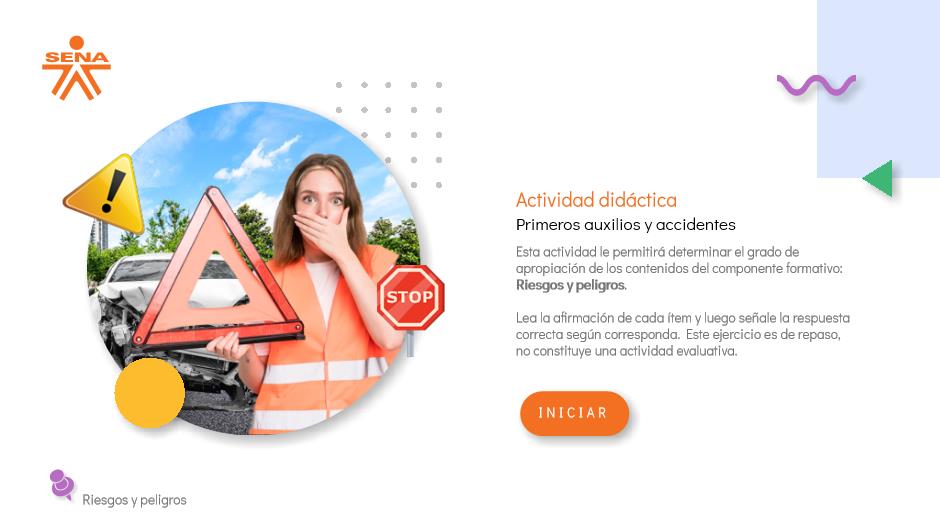 SENA
Actividad didáctica
Primeros auxilios y accidentes
Esta actividad le permitirá determinar el grado de
apropiación de los contenidos del componente formativo:
Riesgos y peligros.
Lea la afirmación de cada ítem y luego señale la respuesta
correcta según corresponda. Este ejercicio es de repaso,
no constituye una actividad evaluativa.
STOP
INICIAR
Riesgos y peligros